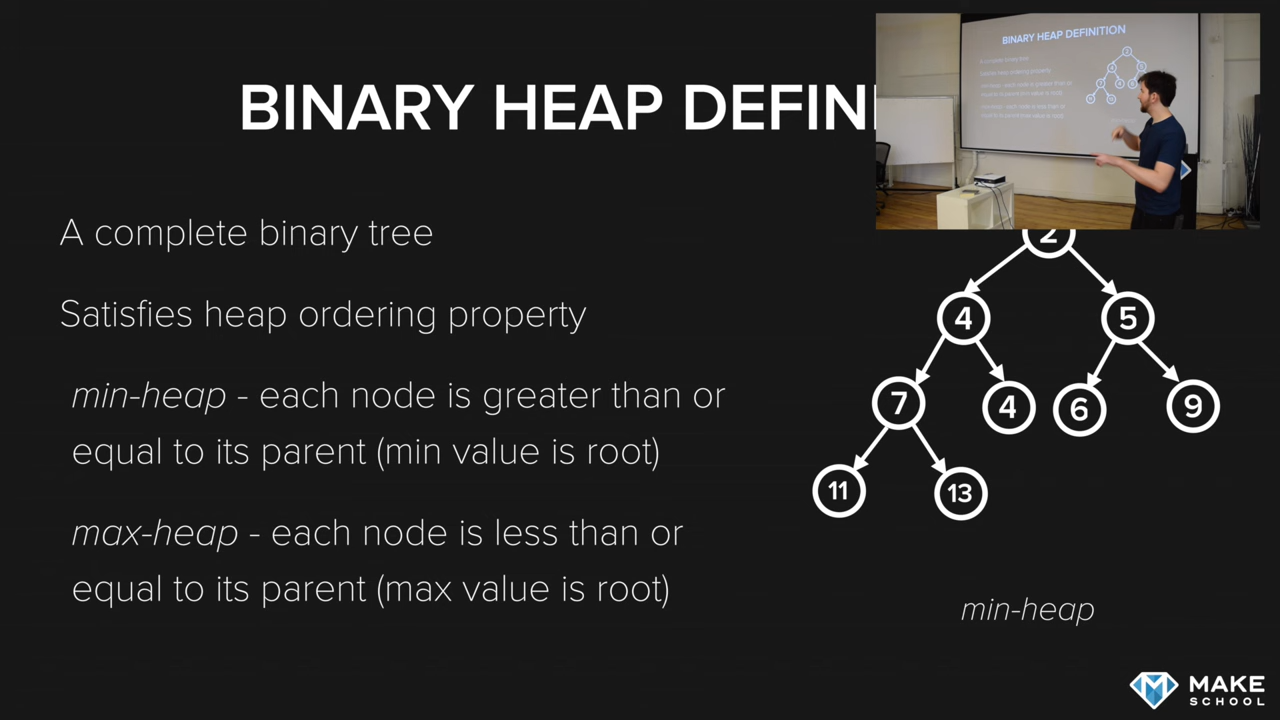 BINARY HEAP DEFIN
BINARY HEAP DEFINITION
A complete binary tree
Satisfies heap ordering property
min-heap - each node is greater than or
equal to its parent (min value is root)
max-heap - each node is less than or
equal to its parent (max value is root)
2
4 5
7 4 6 9
11 13
min-heap
MAKE
SCHOOL